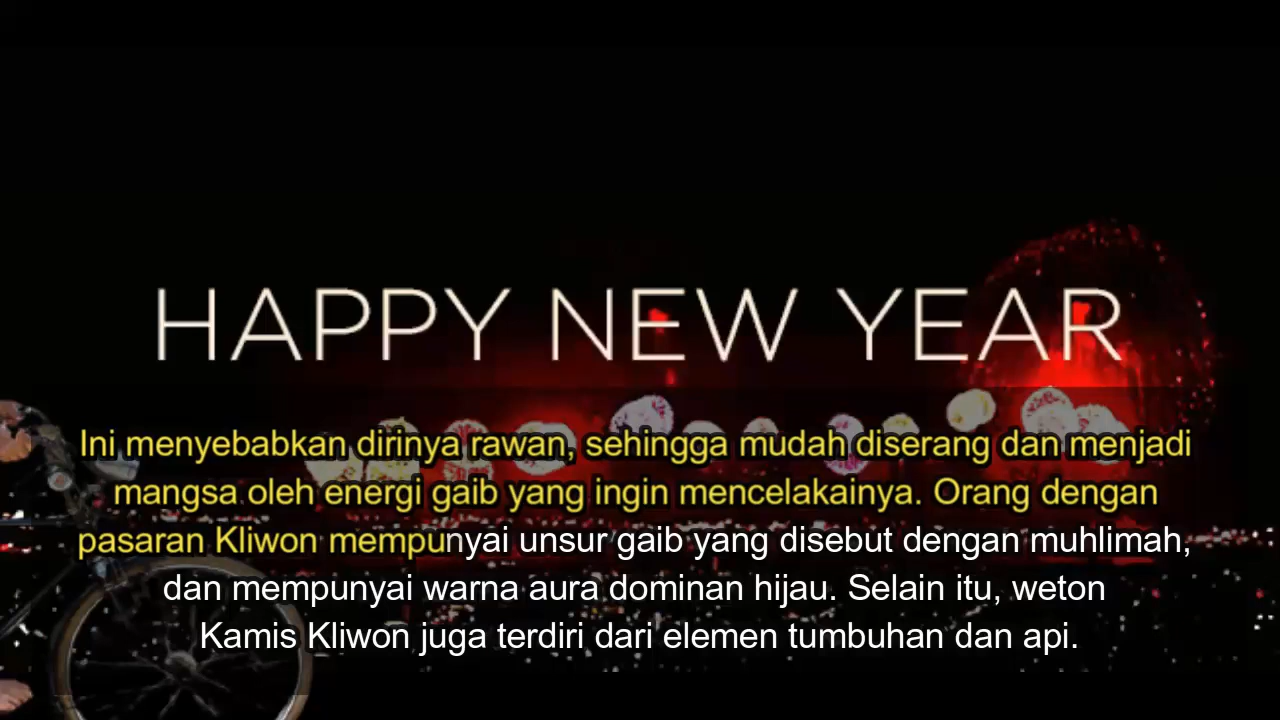 HAPPY NEW YEAR
Ini menyebabkan dirinya rawan, sehingga mudah diserang dan menjadi
mangsa oleh energi gaib yang ingin mencelakainya. Orang dengan
pasaran Kliwon mempunyai unsur gaib yang disebut dengan muhlimah,
dan mempunyai warna aura dominan hijau. Selain itu, weton
Kamis Kliwon juga terdiri dari elemen tumbuhan dan api.